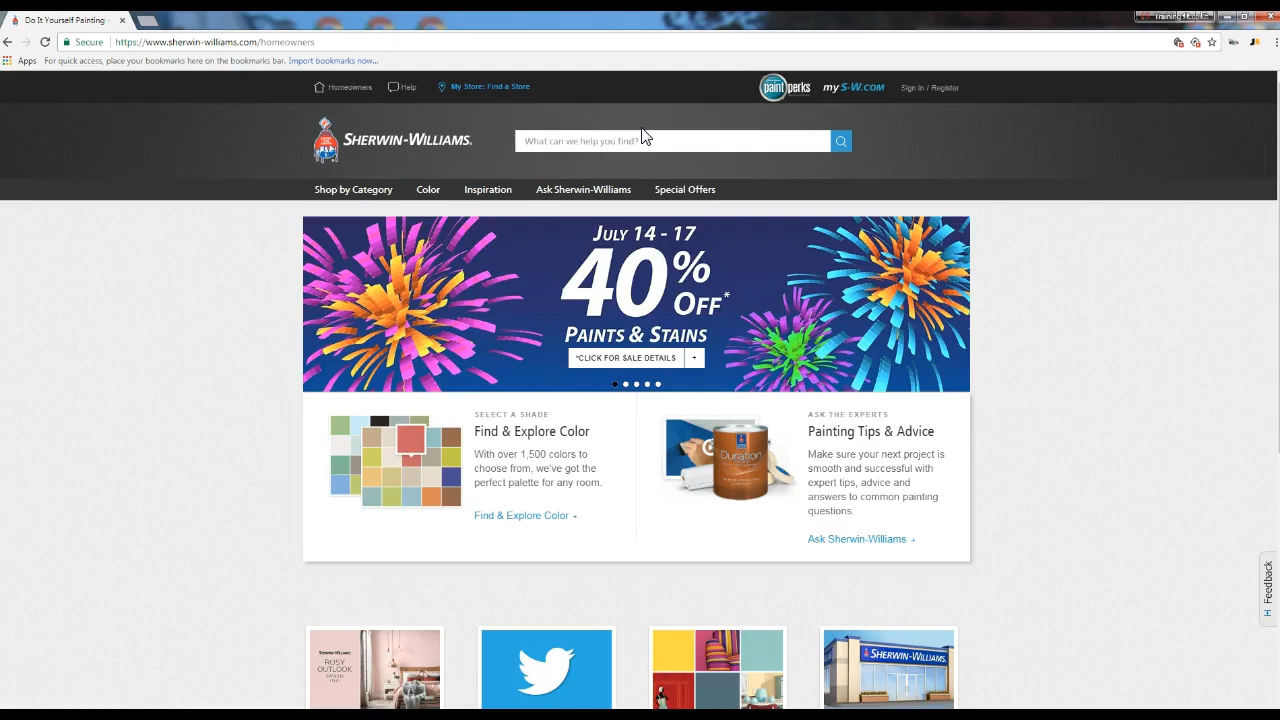 Do It Yourself Painting -
Secure
https://www.sherwin-williams.com/homeowners
Apps
For quick access, place your bookmarks here on the bookmarks bar.
Import bookmarks now...
Homeowners
Help
My Store: Find a Store
paintperks
my S-W.COM
Sign In / Register
SHERWIN-WILLIAMS.
What can we help you find?
Shop by Category
Color
Inspiration
Ask Sherwin-Williams
Special Offers
JULY 14 - 17
40% OFF*
PAINTS & STAINS
*CLICK FOR SALE DETAILS +
SELECT A SHADE
Find & Explore Color
With over 1,500 colors to
choose from, we've got the
perfect palette for any room.
Find & Explore Color +
Duration
ASK THE EXPERTS
Painting Tips & Advice
Make sure your next project is
smooth and successful with
expert tips, advice and
answers to common painting
questions.
Ask Sherwin-Williams +
Feedback
SHERWIN-WILLIAMS
ROSY
OUTLOOK
SHERWIN-WILLIAMS.